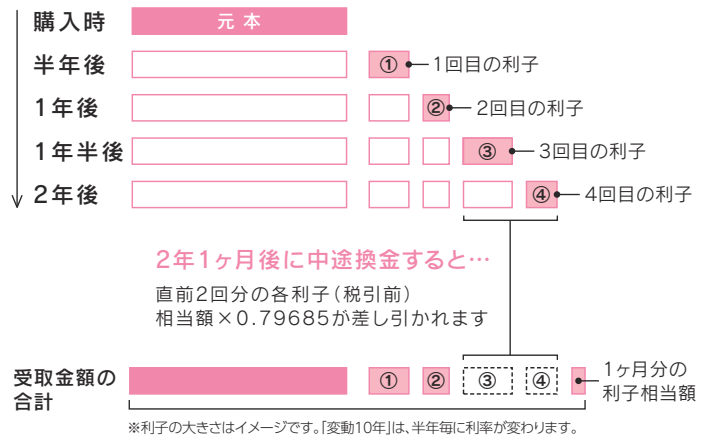 購入時
元本
半年後
①
1回目の利子
1年後
②
2回目の利子
1年半後
③
3回目の利子
2年後
④
4回目の利子
2年1ヶ月後に中途換金すると…
直前2回分の各利子（税引前）
相当額×0.79685が差し引かれます
受取金額の
合計
①
②
③
④
1ヶ月分の
利子相当額
※利子の大きさはイメージです。「変動10年」は、半年毎に利率が変わります。